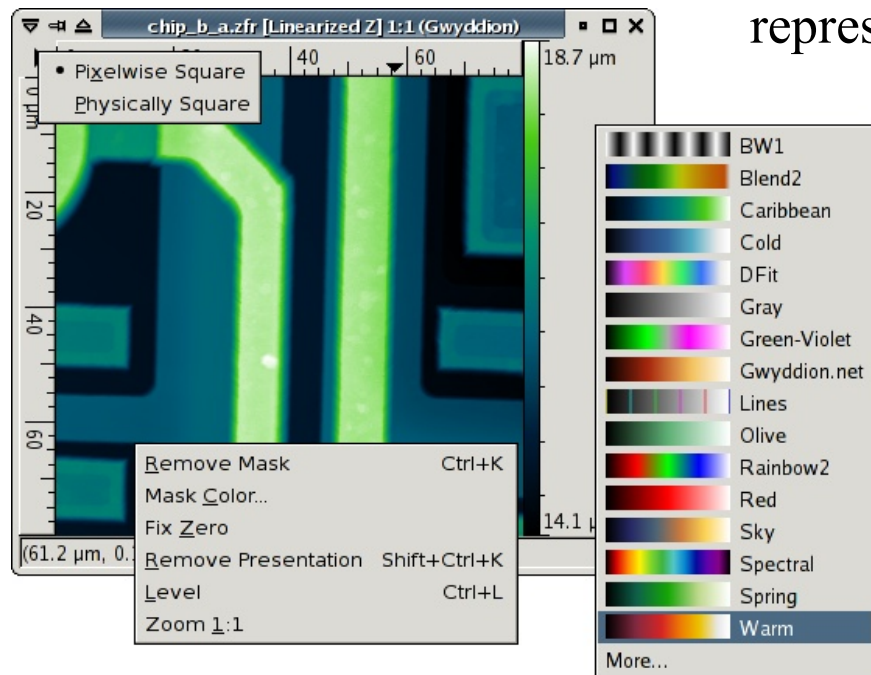 chip_b_a.zfr [Linearized Z] 1:1 (Gwyddion)
repres
40 60 18.7 µm
Pixelwise Square
Physically Square
µm
20
40
60
14.1
(61.2 µm,
Remove Mask Ctrl+K
Mask Color...
Fix Zero
Remove Presentation Shift+Ctrl+K
Level Ctrl+L
Zoom 1:1
BW1
Blend2
Caribbean
Cold
DFit
Gray
Green-Violet
Gwyddion.net
Lines
Olive
Rainbow2
Red
Sky
Spectral
Spring
Warm
More...